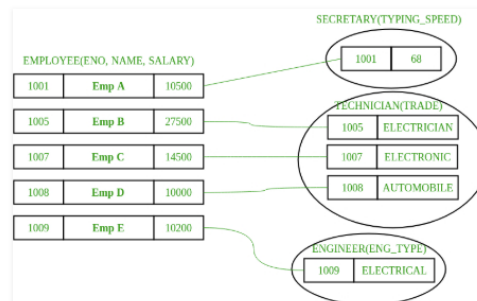 SECRETARY(TYPING_SPEED)
1001 68
EMPLOYEE(ENO, NAME, SALARY)
1001 Emp A 10500
1005 Emp B 27500
1007 Emp C 14500
1008 Emp D 10000
1009 Emp E 10200
TECHNICIAN(TRADE)
1005 ELECTRICIAN
1007 ELECTRONIC
1008 AUTOMOBILE
ENGINEER(ENG_TYPE)
1009 ELECTRICAL